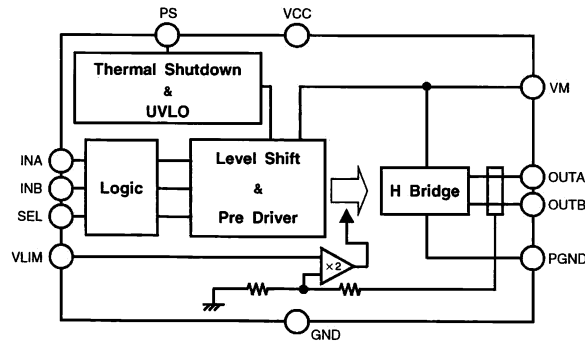 PS
VCC
Thermal Shutdown
&
UVLO
VM
INA
INB
SEL
VLIM
Logic
Level Shift
&
Pre Driver
H Bridge
OUTA
OUTB
×2
PGND
GND